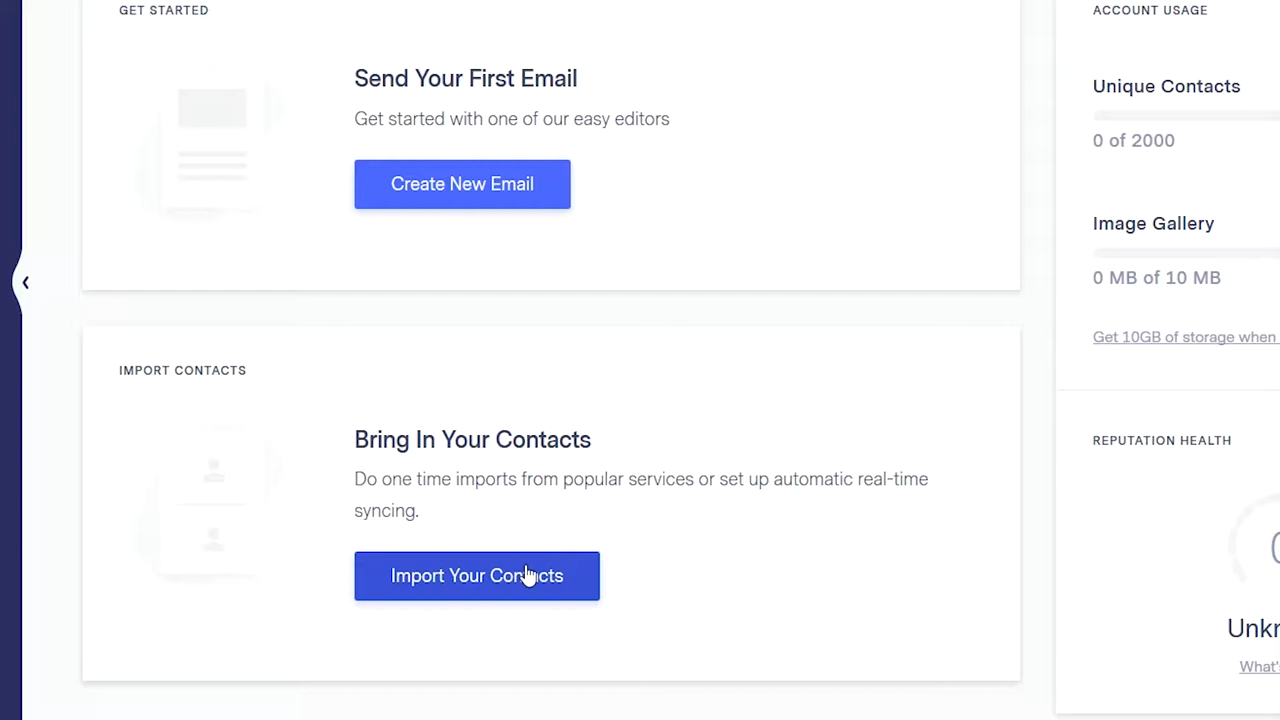 GET STARTED
Send Your First Email
Get started with one of our easy editors
Create New Email
IMPORT CONTACTS
Bring In Your Contacts
Do one time imports from popular services or set up automatic real-time
syncing.
Import Your Contacts
ACCOUNT USAGE
Unique Contacts
0 of 2000
Image Gallery
0 MB of 10 MB
Get 10GB of storage when
REPUTATION HEALTH